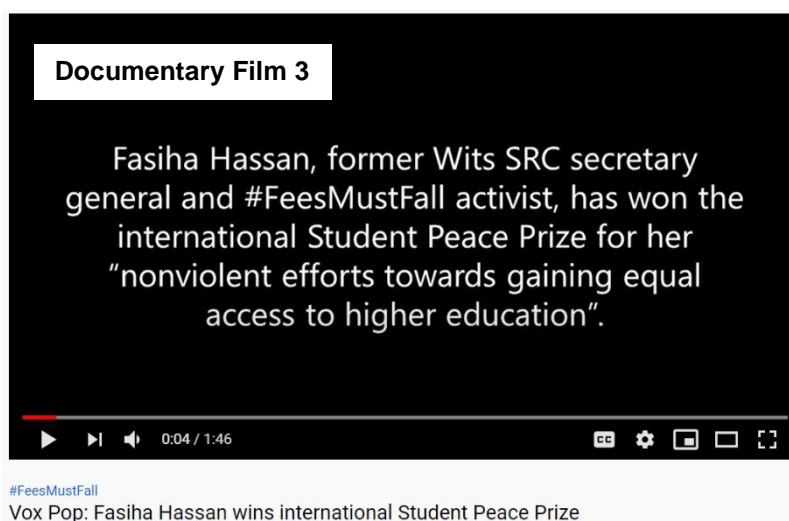 Documentary Film 3
Fasiha Hassan, former Wits SRC secretary
general and #FeesMustFall activist, has won the
international Student Peace Prize for her
“nonviolent efforts towards gaining equal
access to higher education”.
0:04 / 1:46
CC
#FeesMustFall
Vox Pop: Fasiha Hassan wins international Student Peace Prize